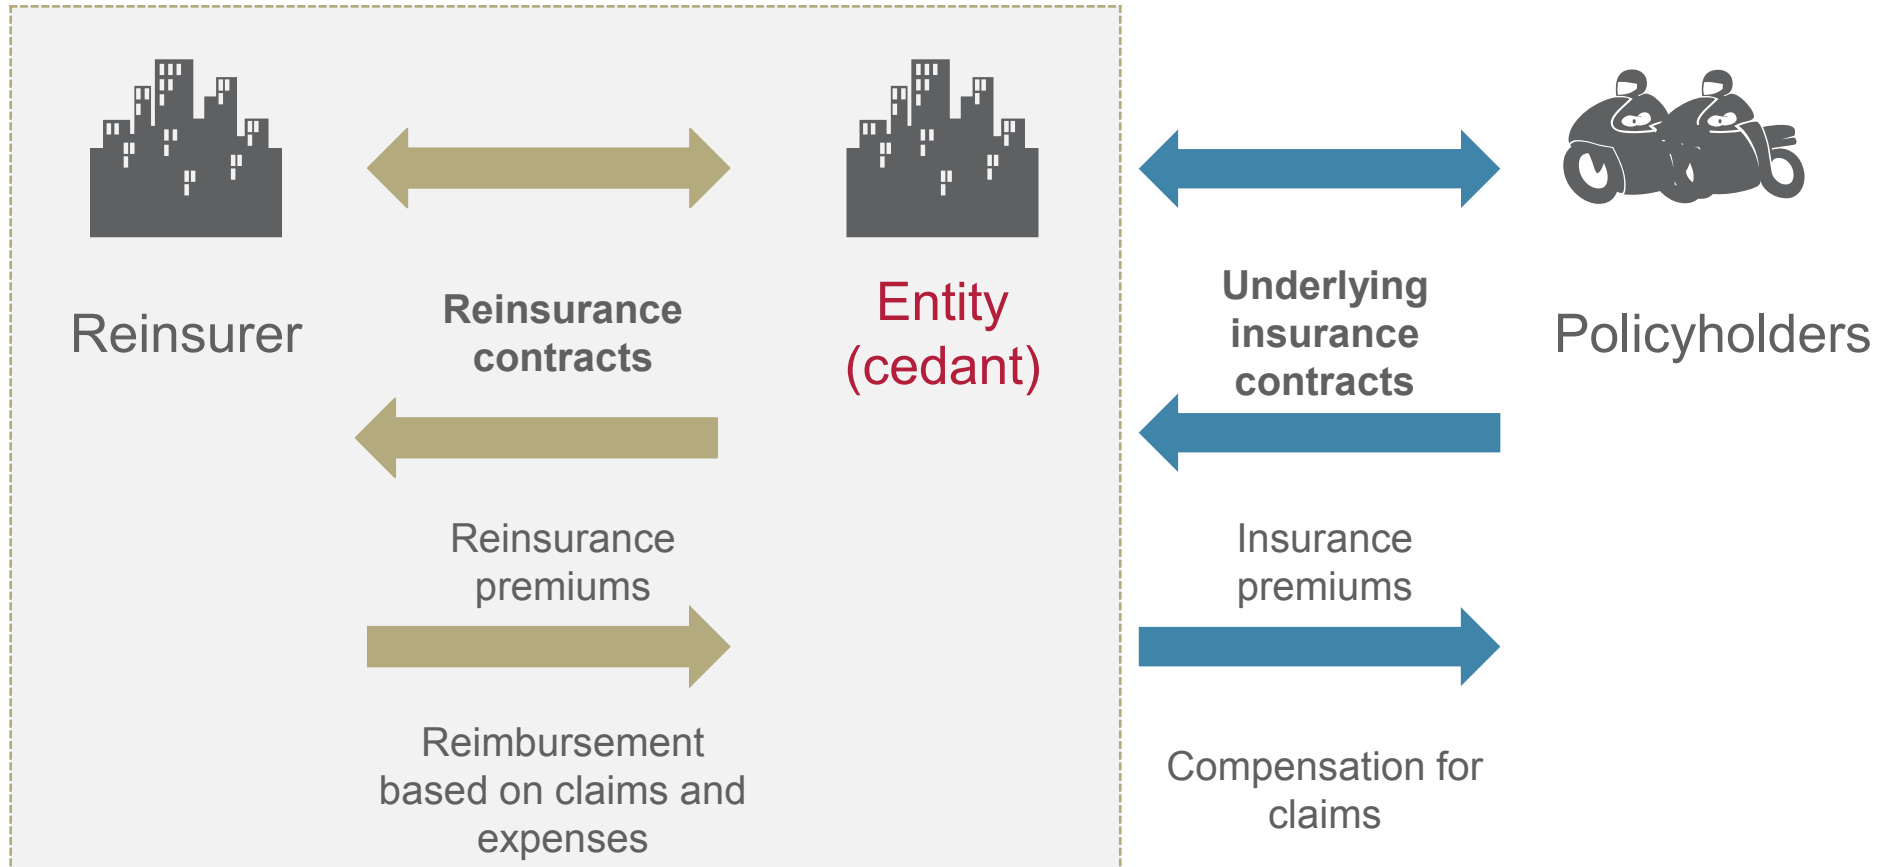 Reinsurer
Reinsurance
contracts
Entity
(cedant)
Underlying
insurance
contracts
Policyholders
Reinsurance
premiums
Insurance
premiums
Reimbursement
based on claims and
expenses
Compensation for
claims